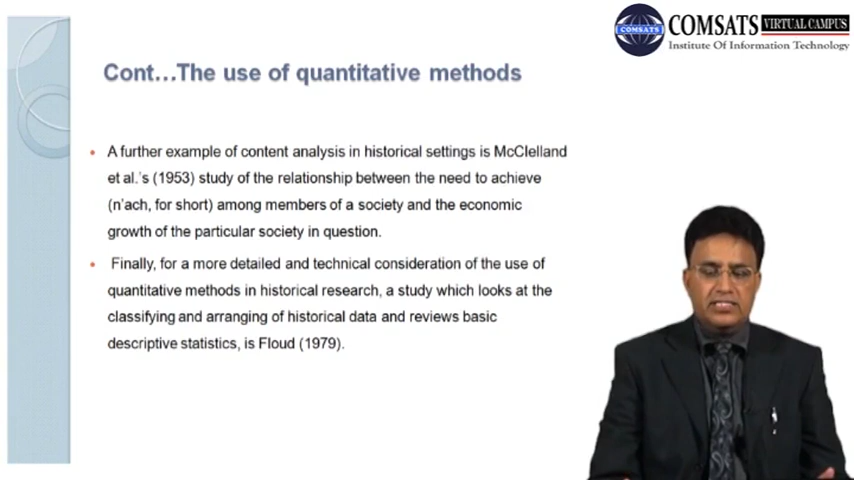 COMSATS
COMSATS VIRTUAL CAMPUS
Institute Of Information Technology
Cont...The use of quantitative methods
A further example of content analysis in historical settings is McClelland
et al.'s (1953) study of the relationship between the need to achieve
(n'ach, for short) among members of a society and the economic
growth of the particular society in question.
Finally, for a more detailed and technical consideration of the use of
quantitative methods in historical research, a study which looks at the
classifying and arranging of historical data and reviews basic
descriptive statistics, is Floud (1979).